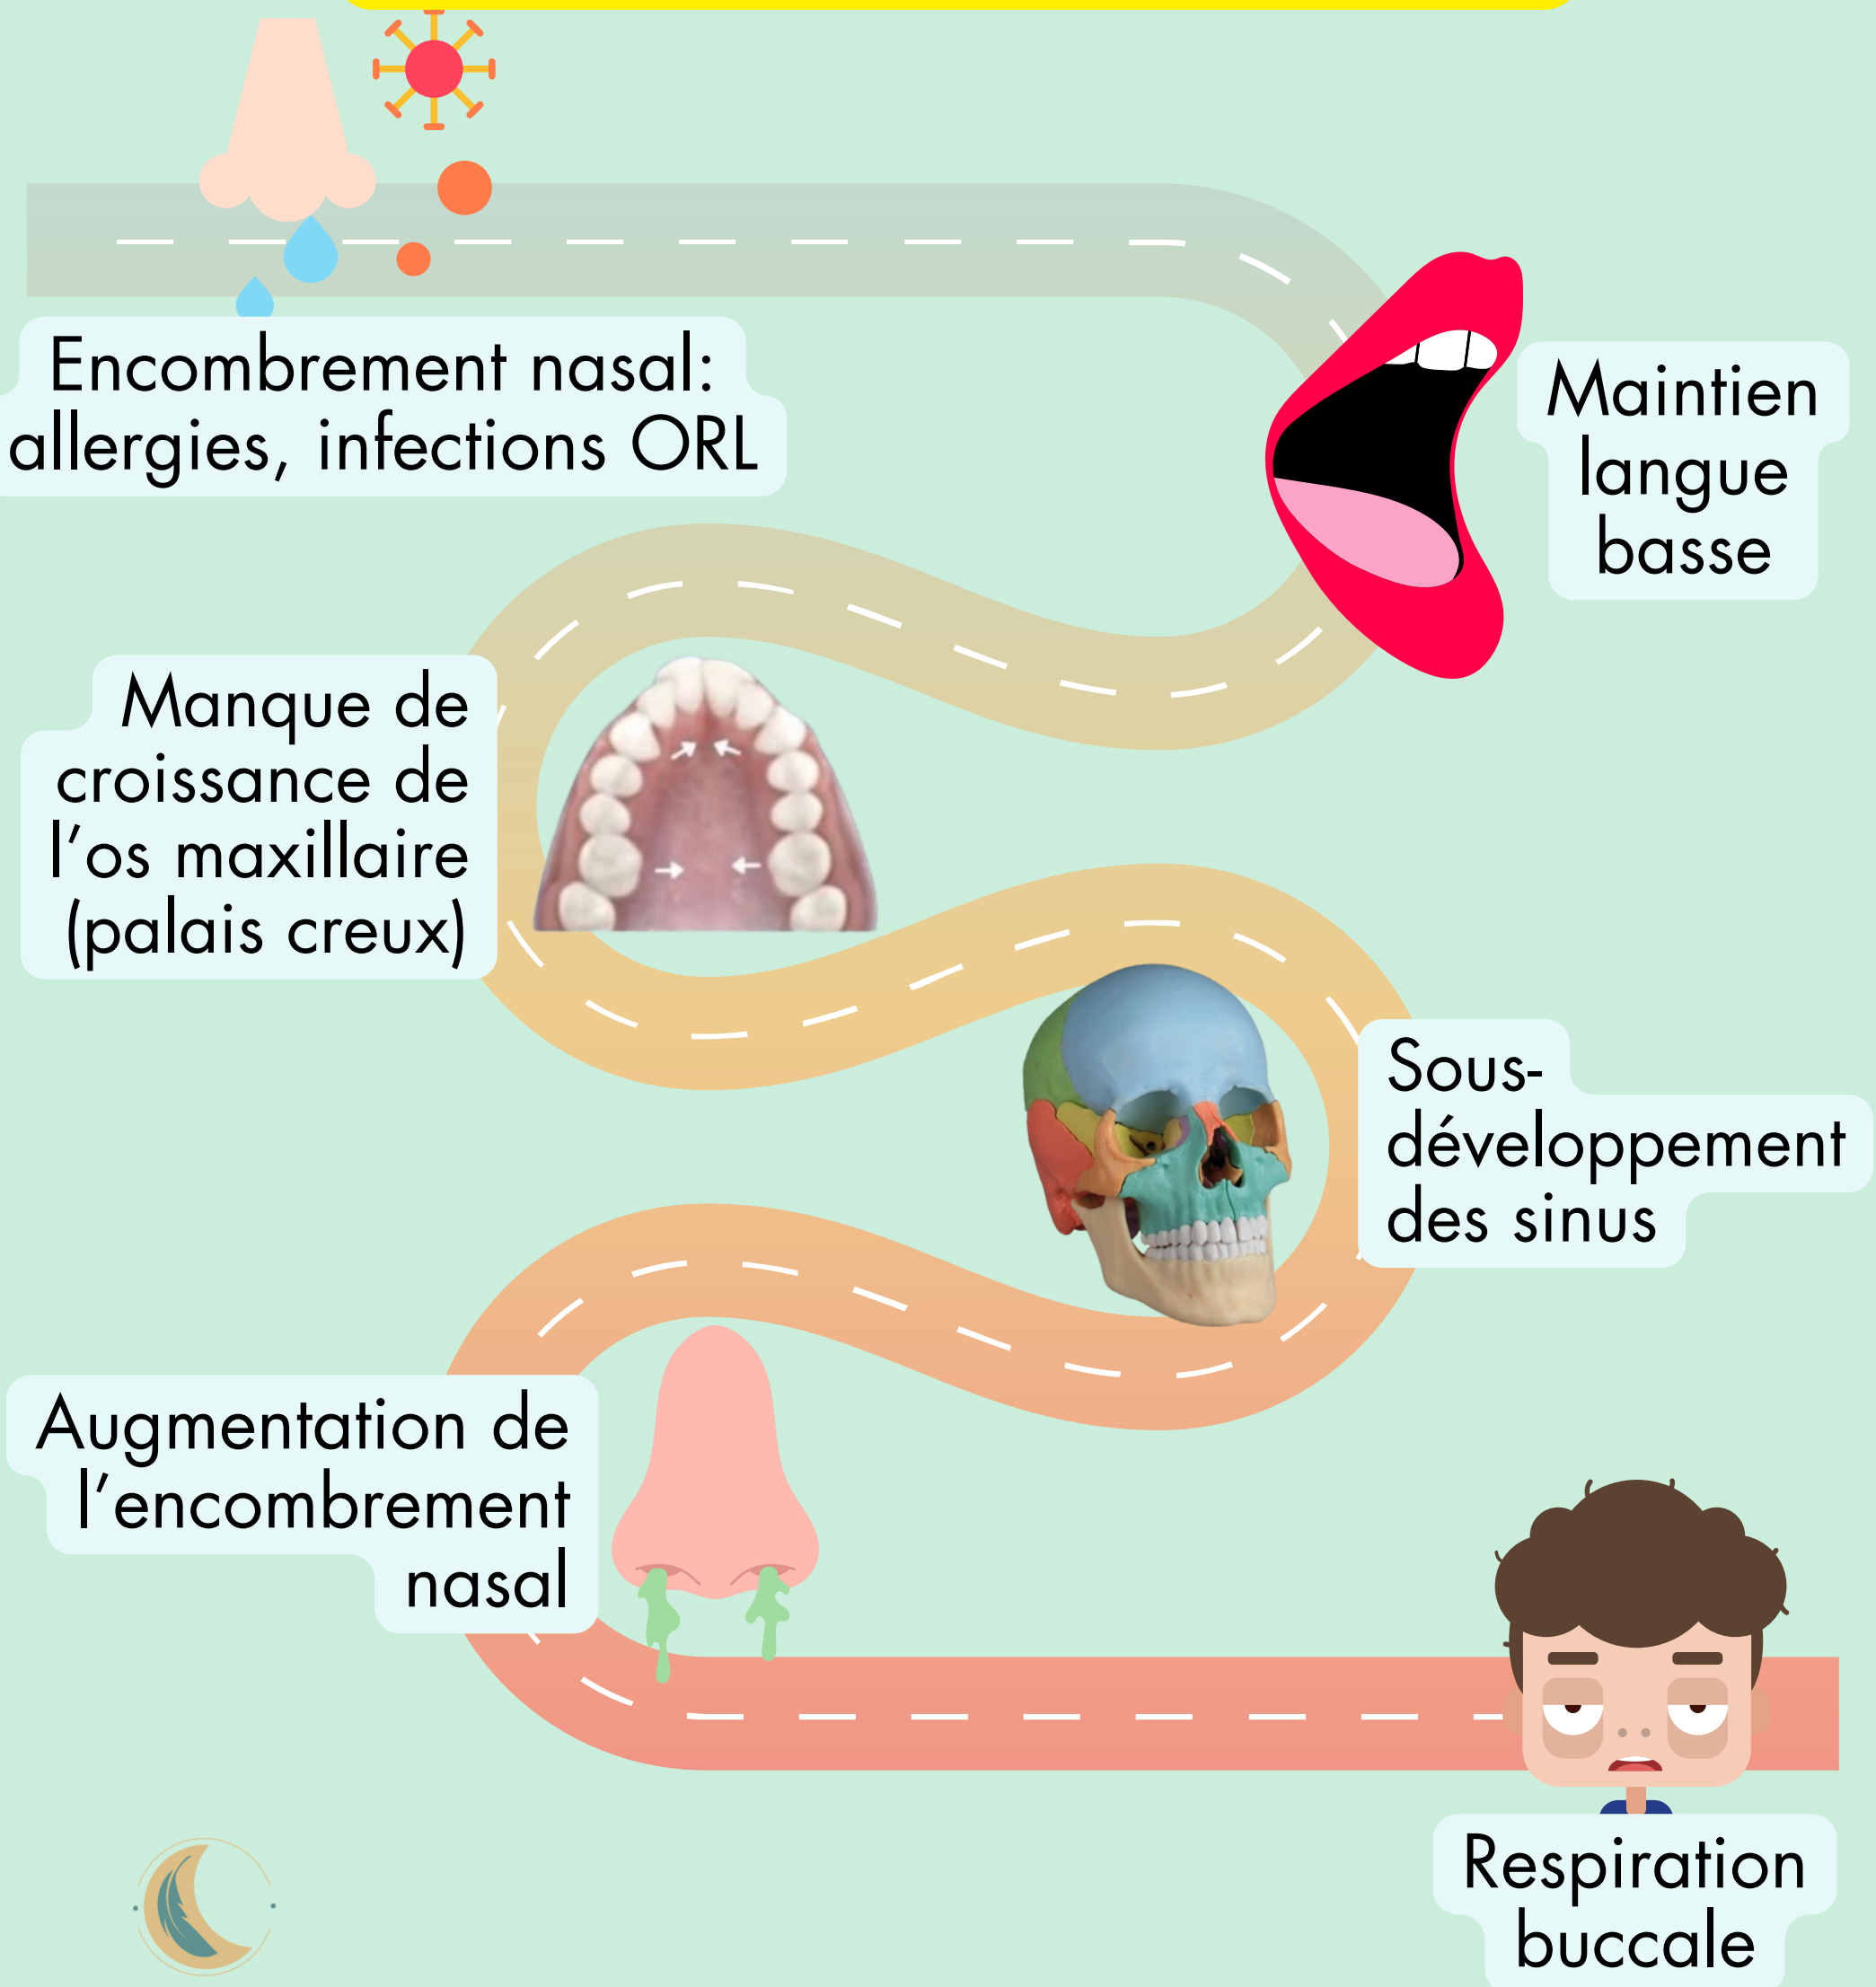 Encombrement nasal:
allergies, infections ORL
Maintien
langue
basse
Manque de
croissance de
l'os maxillaire
(palais creux)
Sous-
développement
des sinus
Augmentation de
l'encombrement
nasal
Respiration
buccale